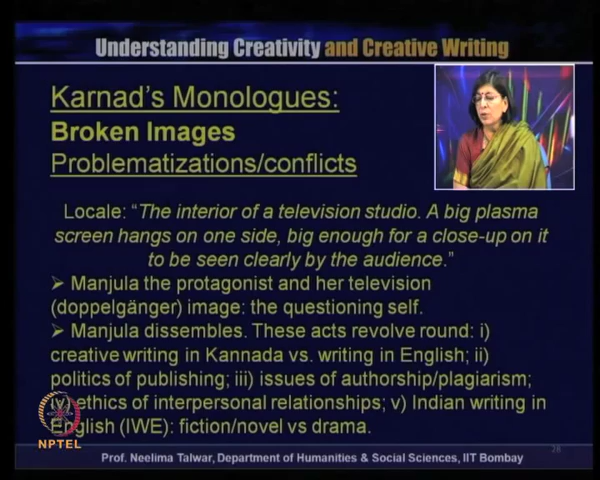 Understanding Creativity and Creative Writing
Karnad's Monologues:
Broken Images
Problematizations/conflicts
Locale: "The interior of a television studio. A big plasma
screen hangs on one side, big enough for a close-up on it
to be seen clearly by the audience."
➢ Manjula the protagonist and her television
(doppelgänger) image: the questioning self.
➢ Manjula dissembles. These acts revolve round: i)
creative writing in Kannada vs. writing in English; ii)
politics of publishing; iii) issues of authorship/plagiarism;
ethics of interpersonal relationships; v) Indian writing in
English (IWE): fiction/novel vs drama.
NPTEL
Prof. Neelima Talwar, Department of Humanities & Social Sciences, IIT Bombay